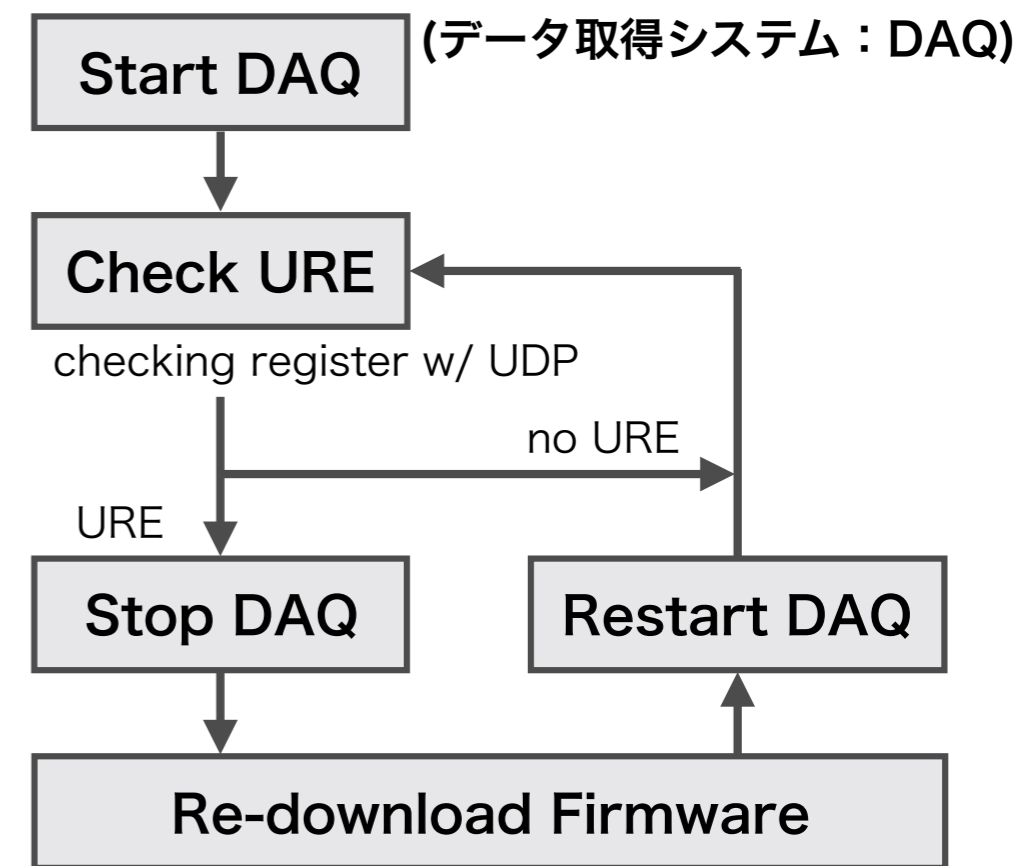 Start DAQ
(データ取得システム：DAQ)
Check URE
checking register w/ UDP
no URE
URE
Stop DAQ
Restart DAQ
Re-download Firmware